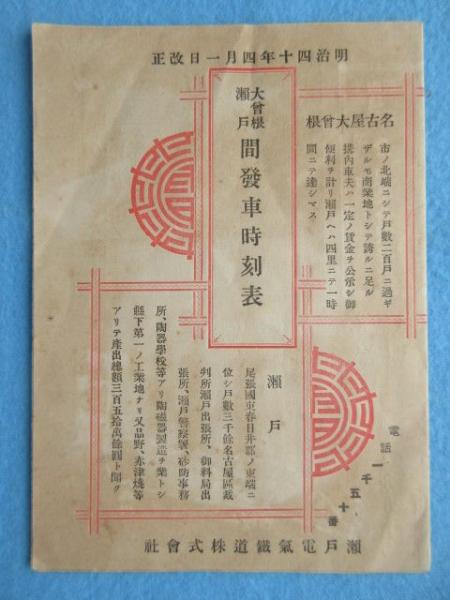 明治四十年四月一日改正
大曾根
瀬戸
間發車時刻表
名古屋大曾根
市ノ北端ニシテ戸數二百戸ニ過ギ
ザルモ商業地トシテ誇ルニ足ル
構内車夫ハ一定ノ賃金ヲ公示シ御
便利ヲ計リ瀬戸ヘハ四里ニテ一時
間ニテ達シマス
瀬戸
尾張國東春日井郡ノ東端ニ
位シ戸數三千餘名古屋區裁
判所瀬戸出張所、御料局出
張所、瀬戸警察署、砂防事務
所、陶器學校等アリ陶磁器製造ヲ業トシ
縣下第一ノ工業地ナリ又品野、赤津燒等
アリテ産出總額三百五拾萬餘圓ト聞ク
電話一千五十番
瀬戸電氣鐵道株式會社